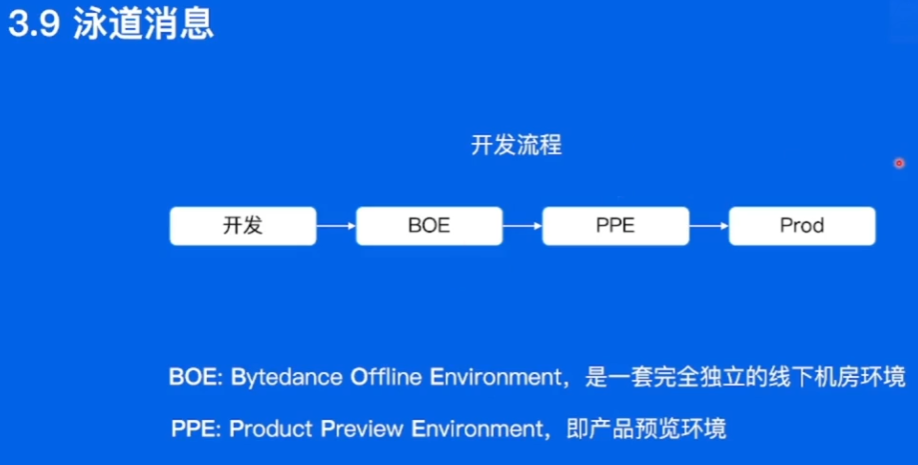 3.9 泳道消息
开发流程
开发
BOE
PPE
Prod
BOE: Bytedance Offline Environment，是一套完全独立的线下机房环境
PPE: Product Preview Environment，即产品预览环境